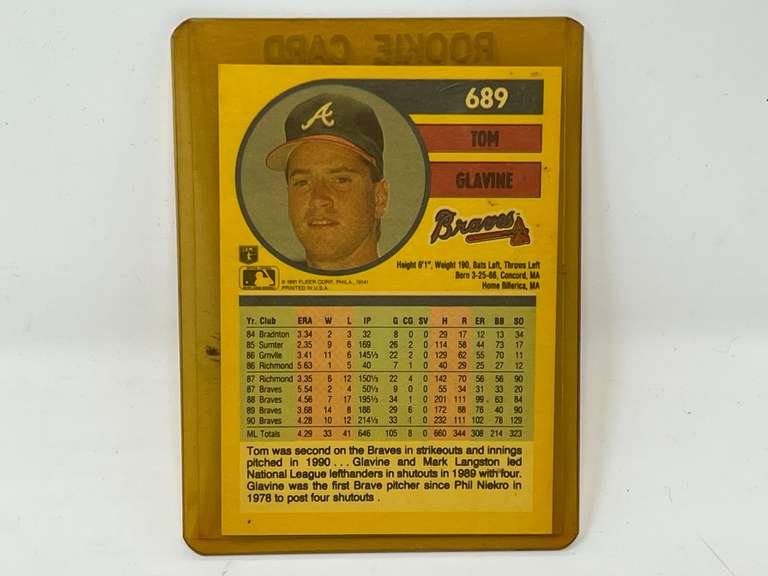 ROOKIE CARD
689
TOM
GLAVINE
A
Braves
Height 6'1", Weight 190, Bats Left, Throws Left
Born 3-25-66, Concord, MA
Home Billerica, MA
© 1991 FLEER CORP., PHILA., 19141
PRINTED IN U.S.A.
Yr. Club ERA W L IP G CG SV H R ER BB SO
84 Bradnton 3.34 2 3 32 8 0 0 29 17 12 13 34
85 Sumter 2.35 9 6 169 26 2 0 114 58 44 73 17
86 Grnvlle 3.41 11 6 145⅓ 22 2 0 129 62 55 70 11
86 Richmond 5.63 1 5 40 7 1 0 40 29 25 27 12
87 Richmond 3.35 6 12 150⅓ 22 4 0 142 70 56 56 90
87 Braves 5.54 2 4 50⅓ 9 0 0 55 34 31 33 20
88 Braves 4.56 7 17 195⅓ 34 1 0 201 111 99 63 84
89 Braves 3.68 14 8 186 29 6 0 172 88 76 40 90
90 Braves 4.28 10 12 214⅓ 33 1 0 232 111 102 78 129
ML Totals 4.29 33 41 646 105 8 0 660 344 308 214 323
Tom was second on the Braves in strikeouts and innings
pitched in 1990 . . . Glavine and Mark Langston led
National League lefthanders in shutouts in 1989 with four.
Glavine was the first Brave pitcher since Phil Niekro in
1978 to post four shutouts .